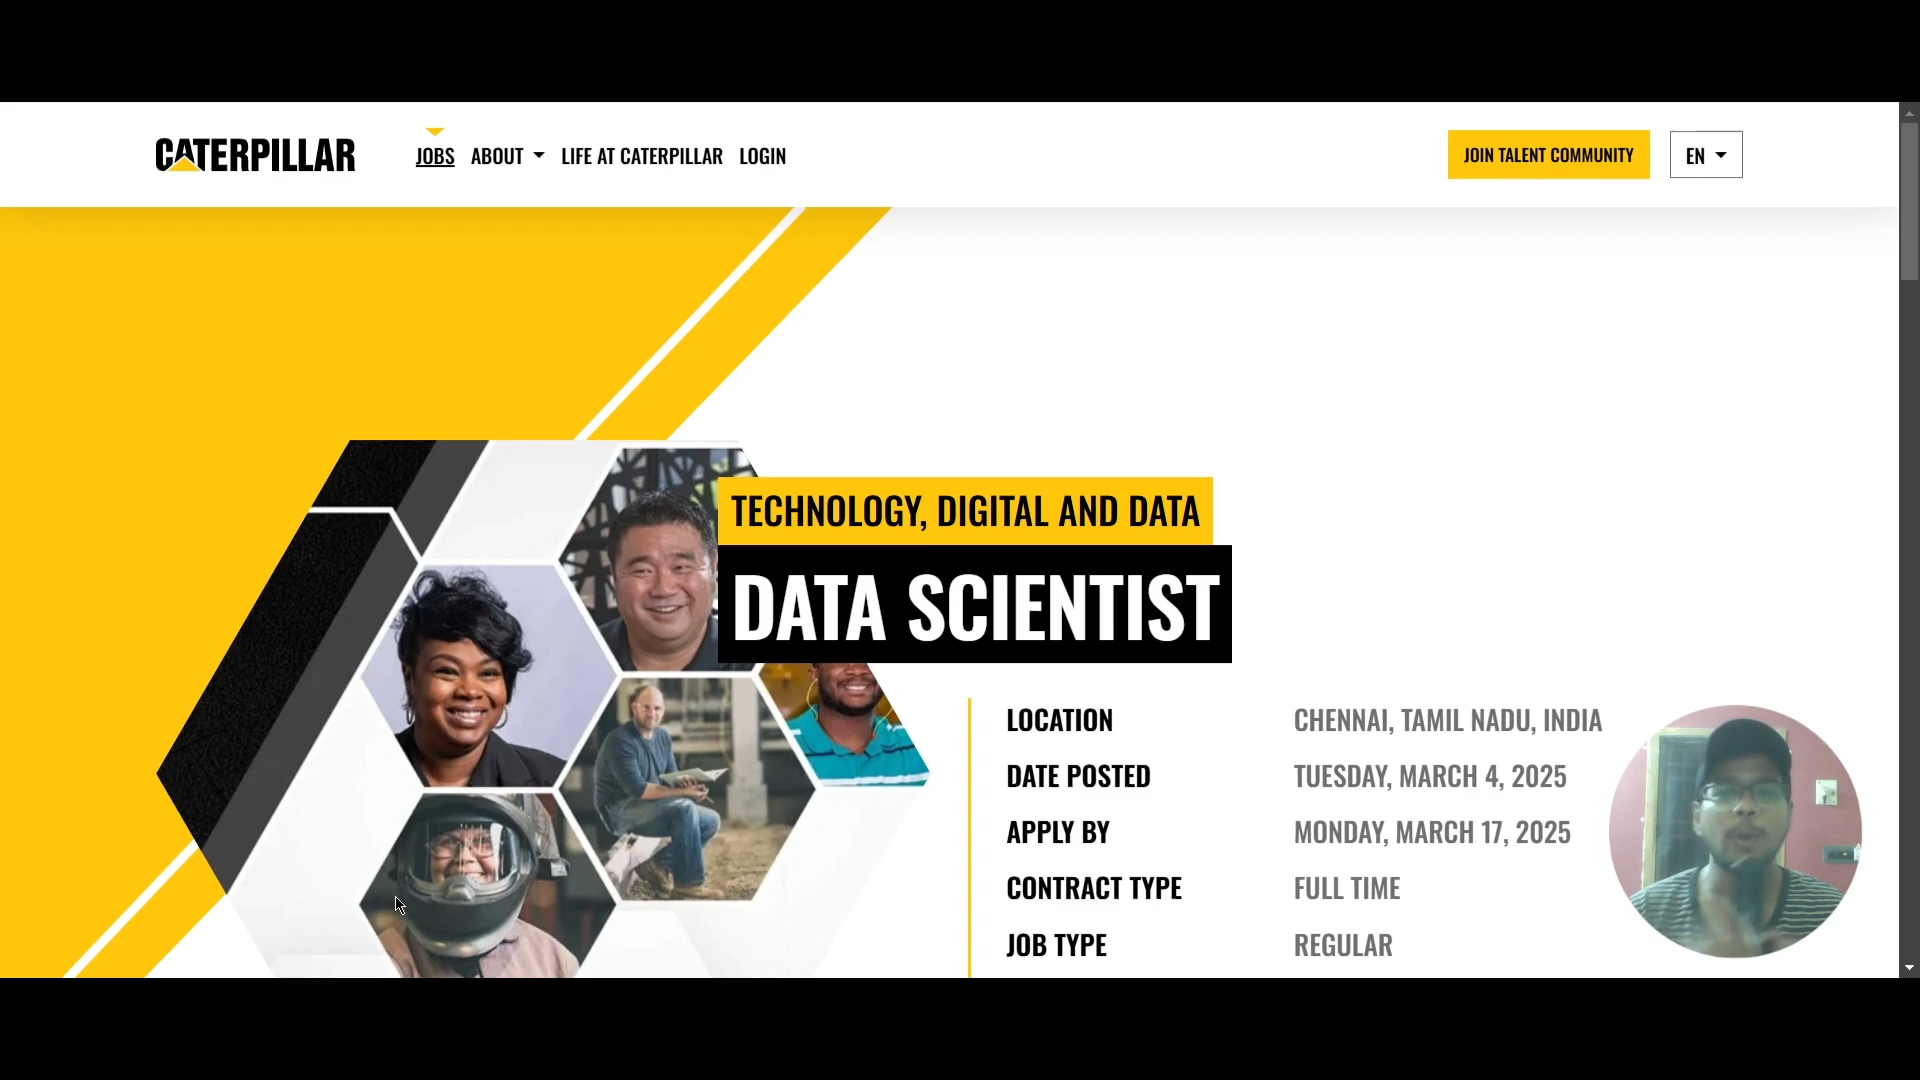 CATERPILLAR
JOBS ABOUT LIFE AT CATERPILLAR LOGIN
JOIN TALENT COMMUNITY EN
TECHNOLOGY, DIGITAL AND DATA
DATA SCIENTIST
LOCATION CHENNAI, TAMIL NADU, INDIA
DATE POSTED TUESDAY, MARCH 4, 2025
APPLY BY MONDAY, MARCH 17, 2025
CONTRACT TYPE FULL TIME
JOB TYPE REGULAR